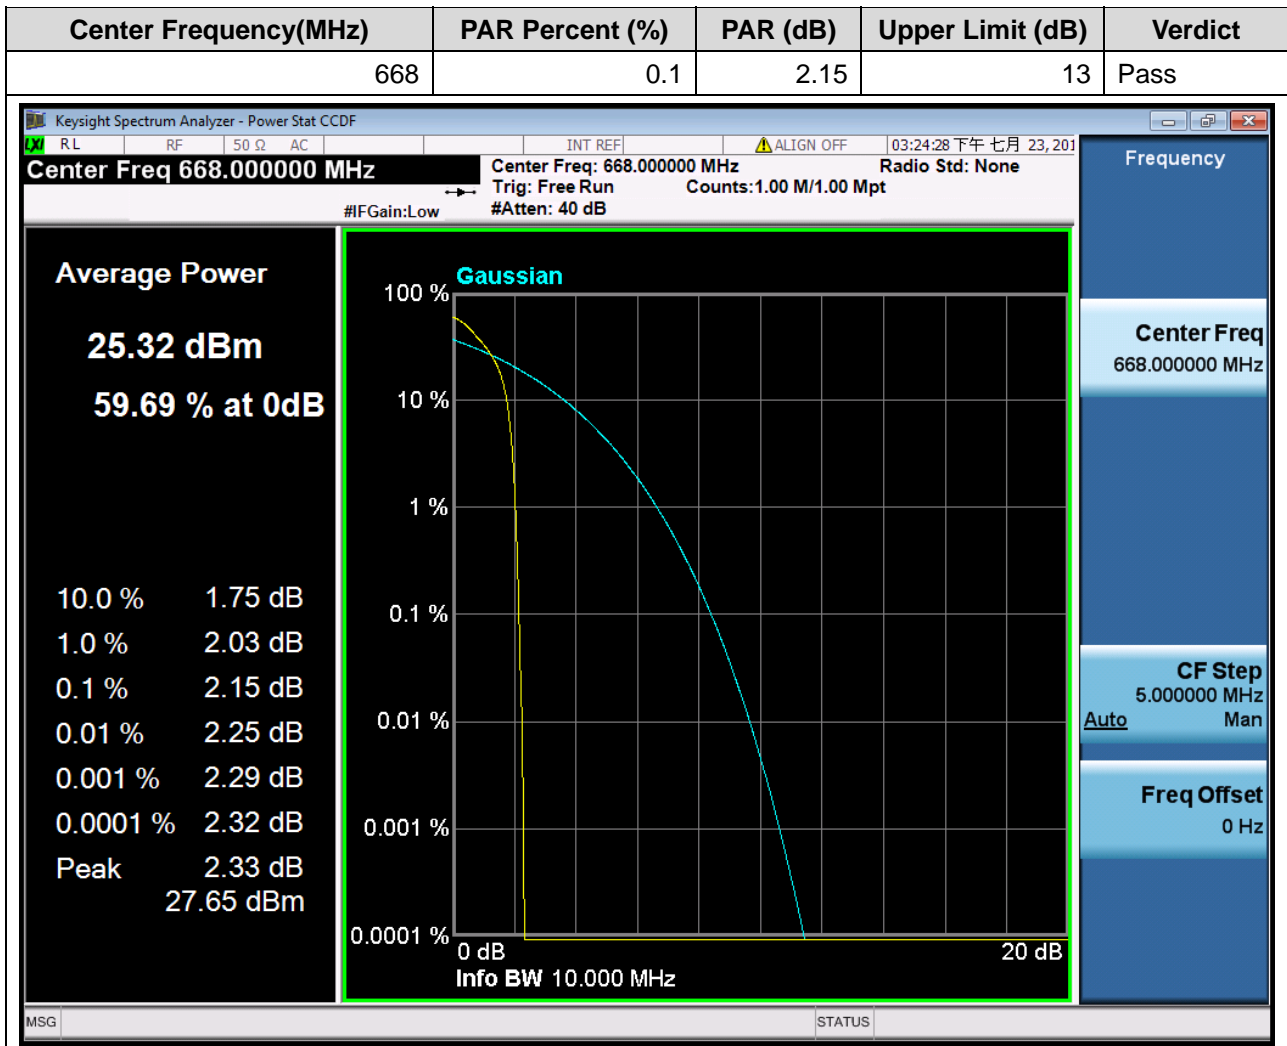 Center Frequency(MHz) PAR Percent (%) PAR (dB) Upper Limit (dB) Verdict
668 0.1 2.15 13 Pass
Keysight Spectrum Analyzer - Power Stat CCDF
LXI RL RF 50 Ω AC INT REF ALIGN OFF 03:24:28 下午 七月 23, 201
Center Freq 668.000000 MHz
#IFGain:Low
Center Freq: 668.000000 MHz Radio Std: None
Trig: Free Run Counts:1.00 M/1.00 Mpt
#Atten: 40 dB
Average Power
25.32 dBm
59.69 % at 0dB
10.0 % 1.75 dB
1.0 % 2.03 dB
0.1 % 2.15 dB
0.01 % 2.25 dB
0.001 % 2.29 dB
0.0001 % 2.32 dB
Peak 2.33 dB
27.65 dBm
Gaussian
100 %
10 %
1 %
0.1 %
0.01 %
0.001 %
0.0001 %
0 dB 20 dB
Info BW 10.000 MHz
Frequency
Center Freq
668.000000 MHz
CF Step
5.000000 MHz
Auto Man
Freq Offset
0 Hz
MSG STATUS